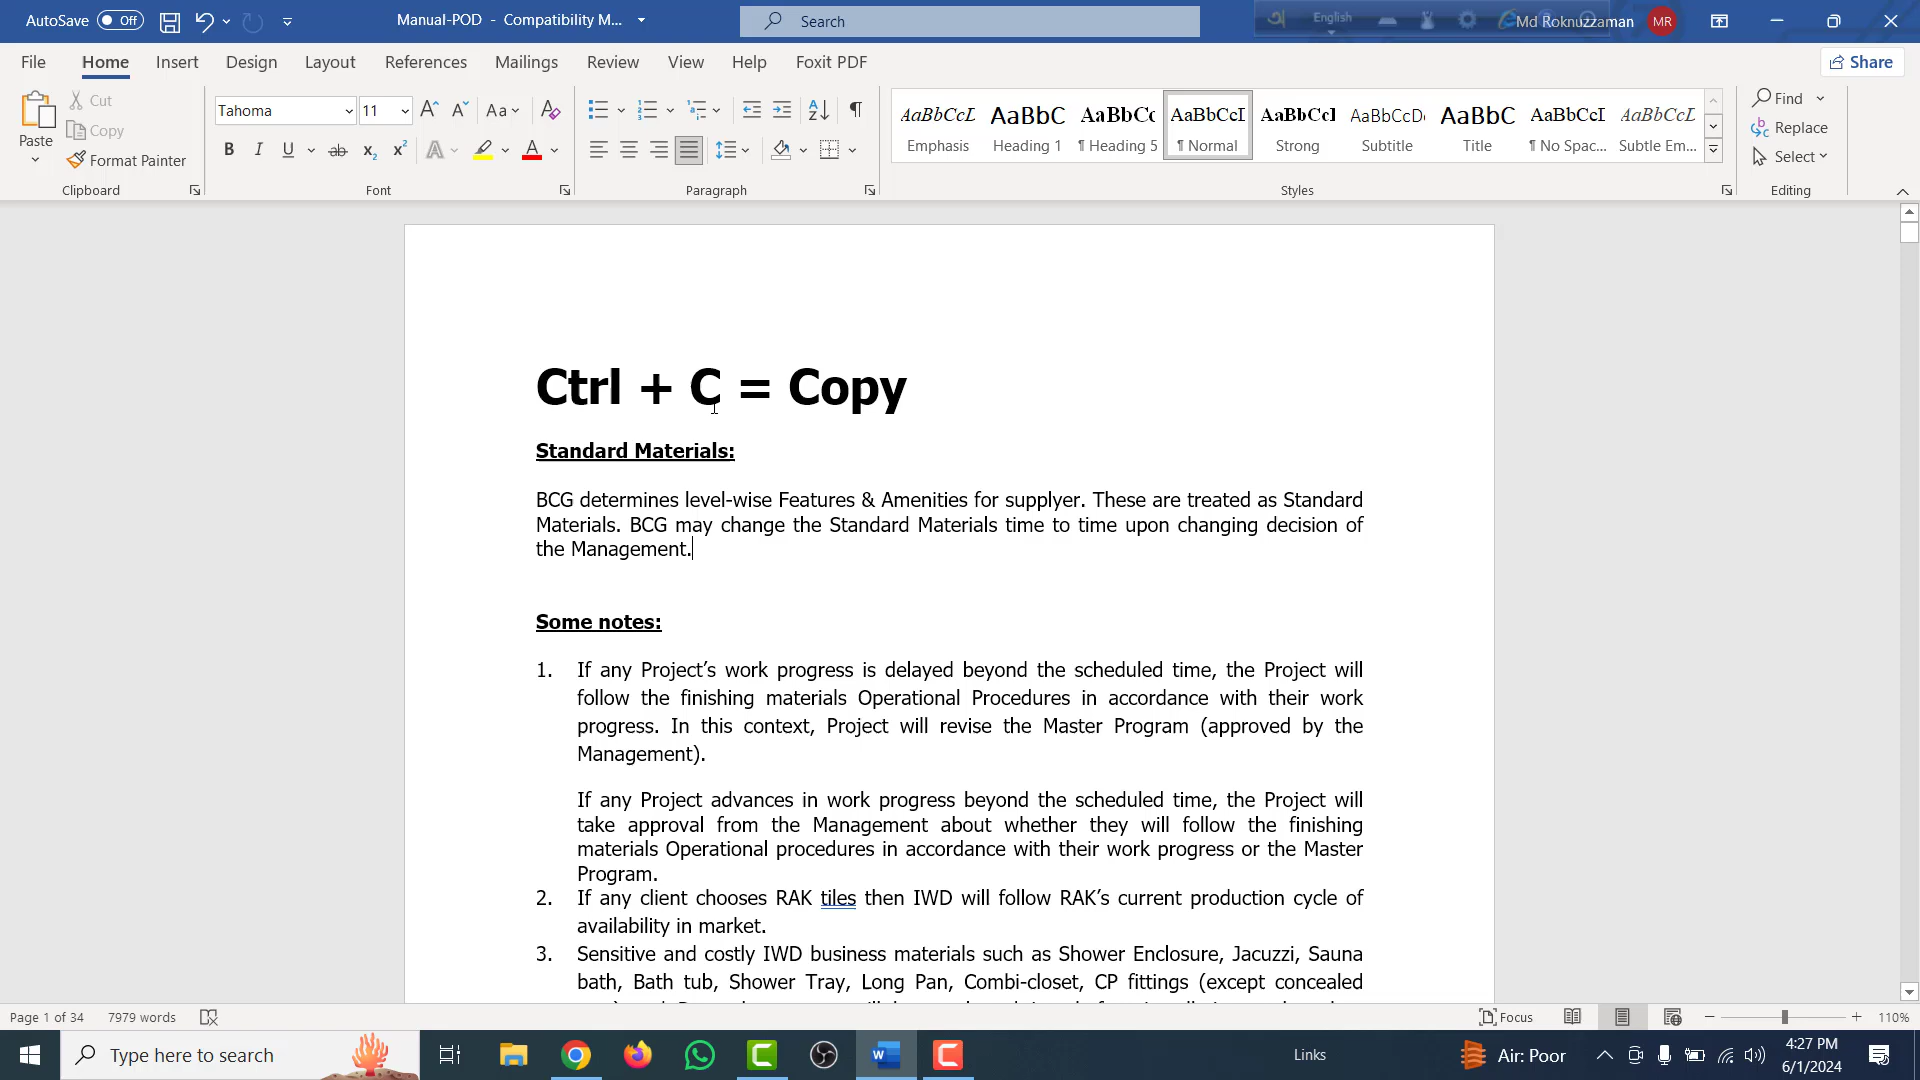 AutoSave Off Manual-POD - Compatibility M... Search English Md Roknuzzaman MR
File Home Insert Design Layout References Mailings Review View Help Foxit PDF Share
Paste Cut Copy Format Painter
Clipboard
Tahoma 11 Aa
B I U ab x₂ x² A A
Font
Paragraph
AaBbCcL AaBbC AaBbCc AaBbCcI AaBbCcI AaBbCcD AaBbC AaBbCcI AaBbCcL
Emphasis Heading 1 ¶ Heading 5 ¶ Normal Strong Subtitle Title ¶ No Spac... Subtle Em...
Styles
Find
Replace
Select
Editing
Ctrl + C = Copy
Standard Materials:
BCG determines level-wise Features & Amenities for supplyer. These are treated as Standard
Materials. BCG may change the Standard Materials time to time upon changing decision of
the Management.
Some notes:
1. If any Project’s work progress is delayed beyond the scheduled time, the Project will
follow the finishing materials Operational Procedures in accordance with their work
progress. In this context, Project will revise the Master Program (approved by the
Management).
If any Project advances in work progress beyond the scheduled time, the Project will
take approval from the Management about whether they will follow the finishing
materials Operational procedures in accordance with their work progress or the Master
Program.
2. If any client chooses RAK tiles then IWD will follow RAK’s current production cycle of
availability in market.
3. Sensitive and costly IWD business materials such as Shower Enclosure, Jacuzzi, Sauna
bath, Bath tub, Shower Tray, Long Pan, Combi-closet, CP fittings (except concealed
Page 1 of 34 7979 words Focus 110%
Type here to search Links Air: Poor 4:27 PM
6/1/2024